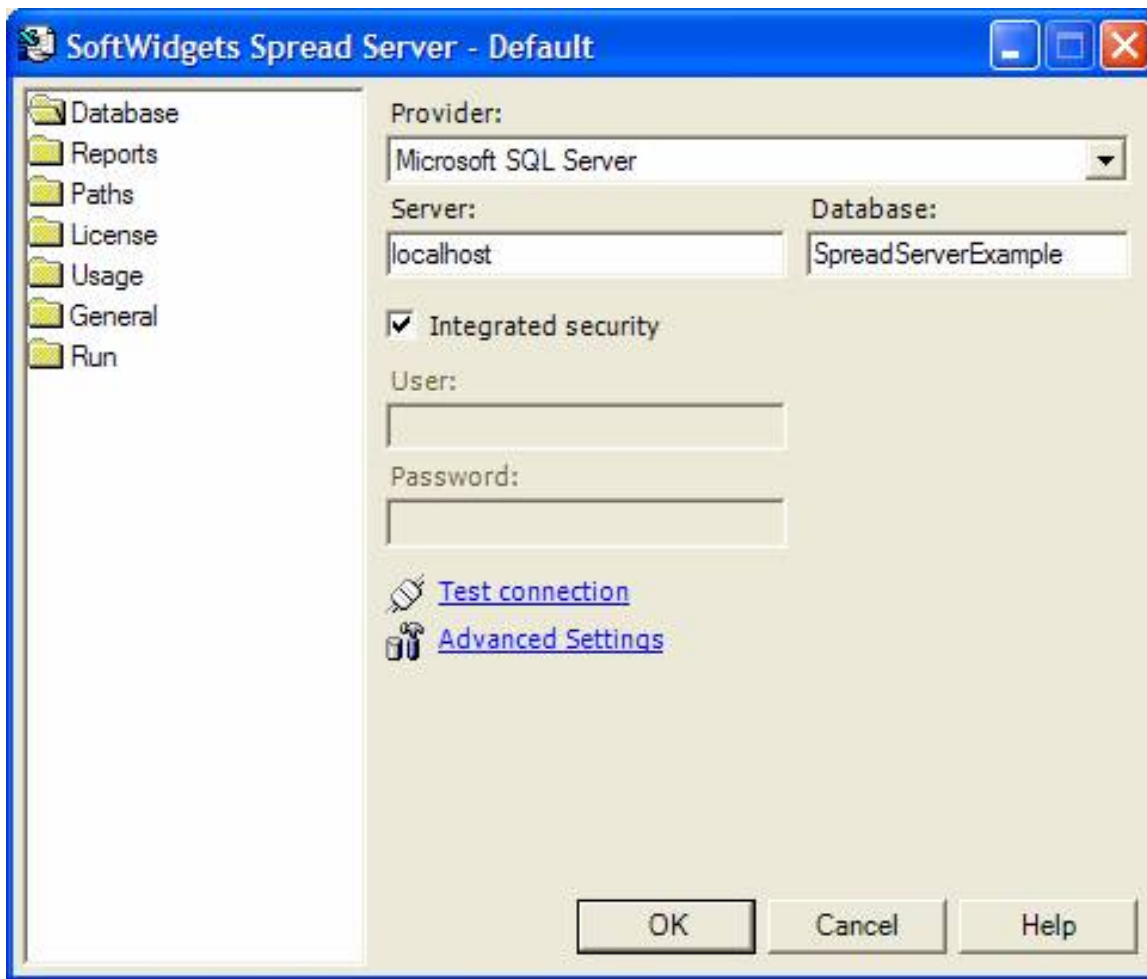 SoftWidgets Spread Server - Default
Database
Reports
Paths
License
Usage
General
Run
Provider:
Microsoft SQL Server
Server: Database:
localhost SpreadServerExample
Integrated security
User:
Password:
Test connection
Advanced Settings
OK Cancel Help